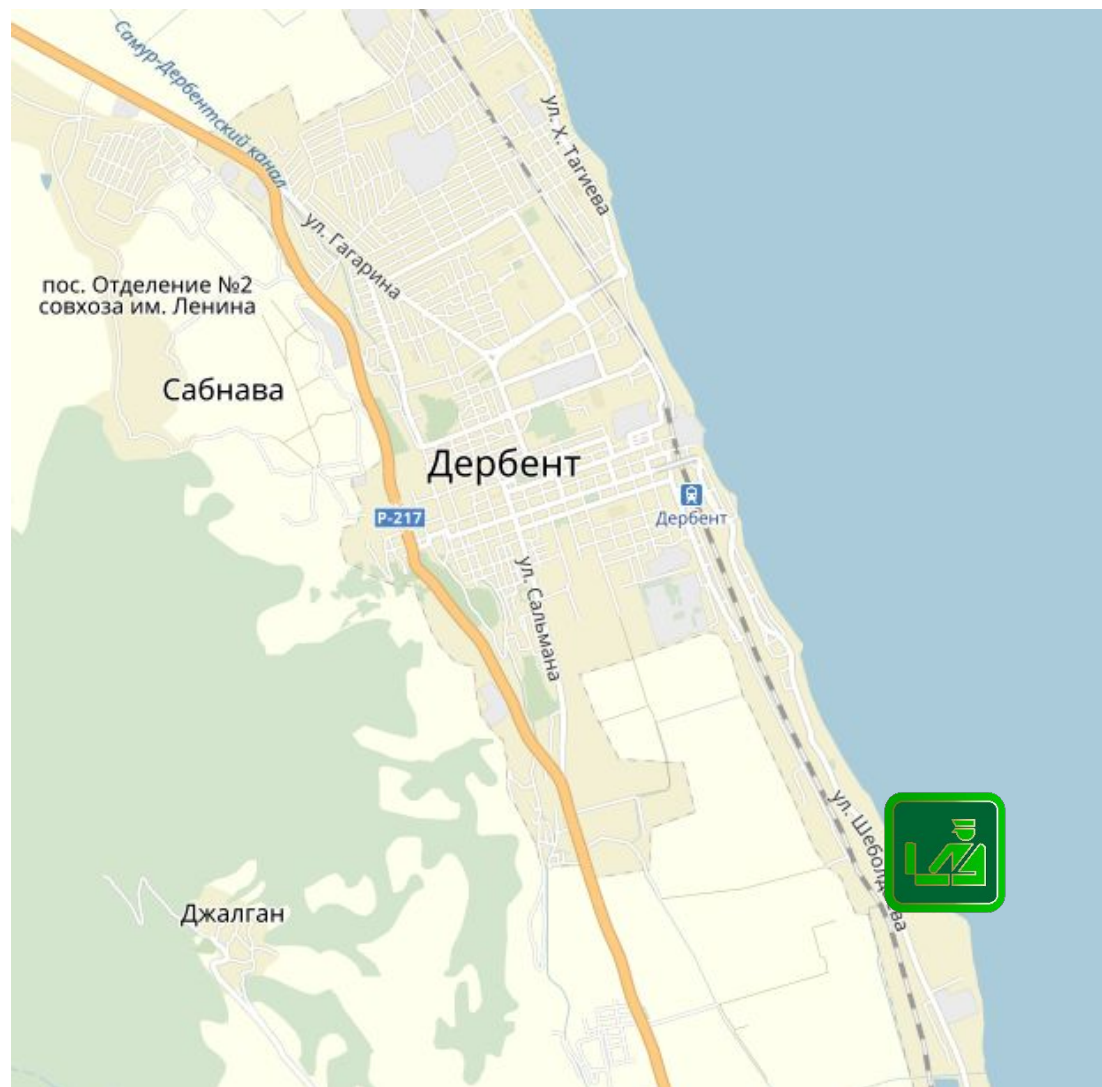 Самур-Дербентский канал
ул. Х. Тагиева
ул. Гагарина
пос. Отделение №2
совхоза им. Ленина
Сабнава
Дербент
Р-217
Дербент
ул. Сальмана
ул.
Джалган